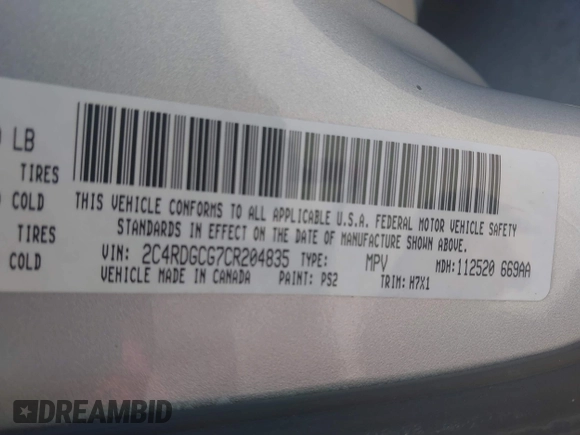 LB
TIRES
COLD
TIRES
COLD
THIS VEHICLE CONFORMS TO ALL APPLICABLE U.S.A. FEDERAL MOTOR VEHICLE SAFETY
STANDARDS IN EFFECT ON THE DATE OF MANUFACTURE SHOWN ABOVE.
VIN: 2C4RDGCG7CR204835 TYPE: MPV MDH: 112520 669AA
VEHICLE MADE IN CANADA PAINT: PS2 TRIM: H7X1
DREAMBID